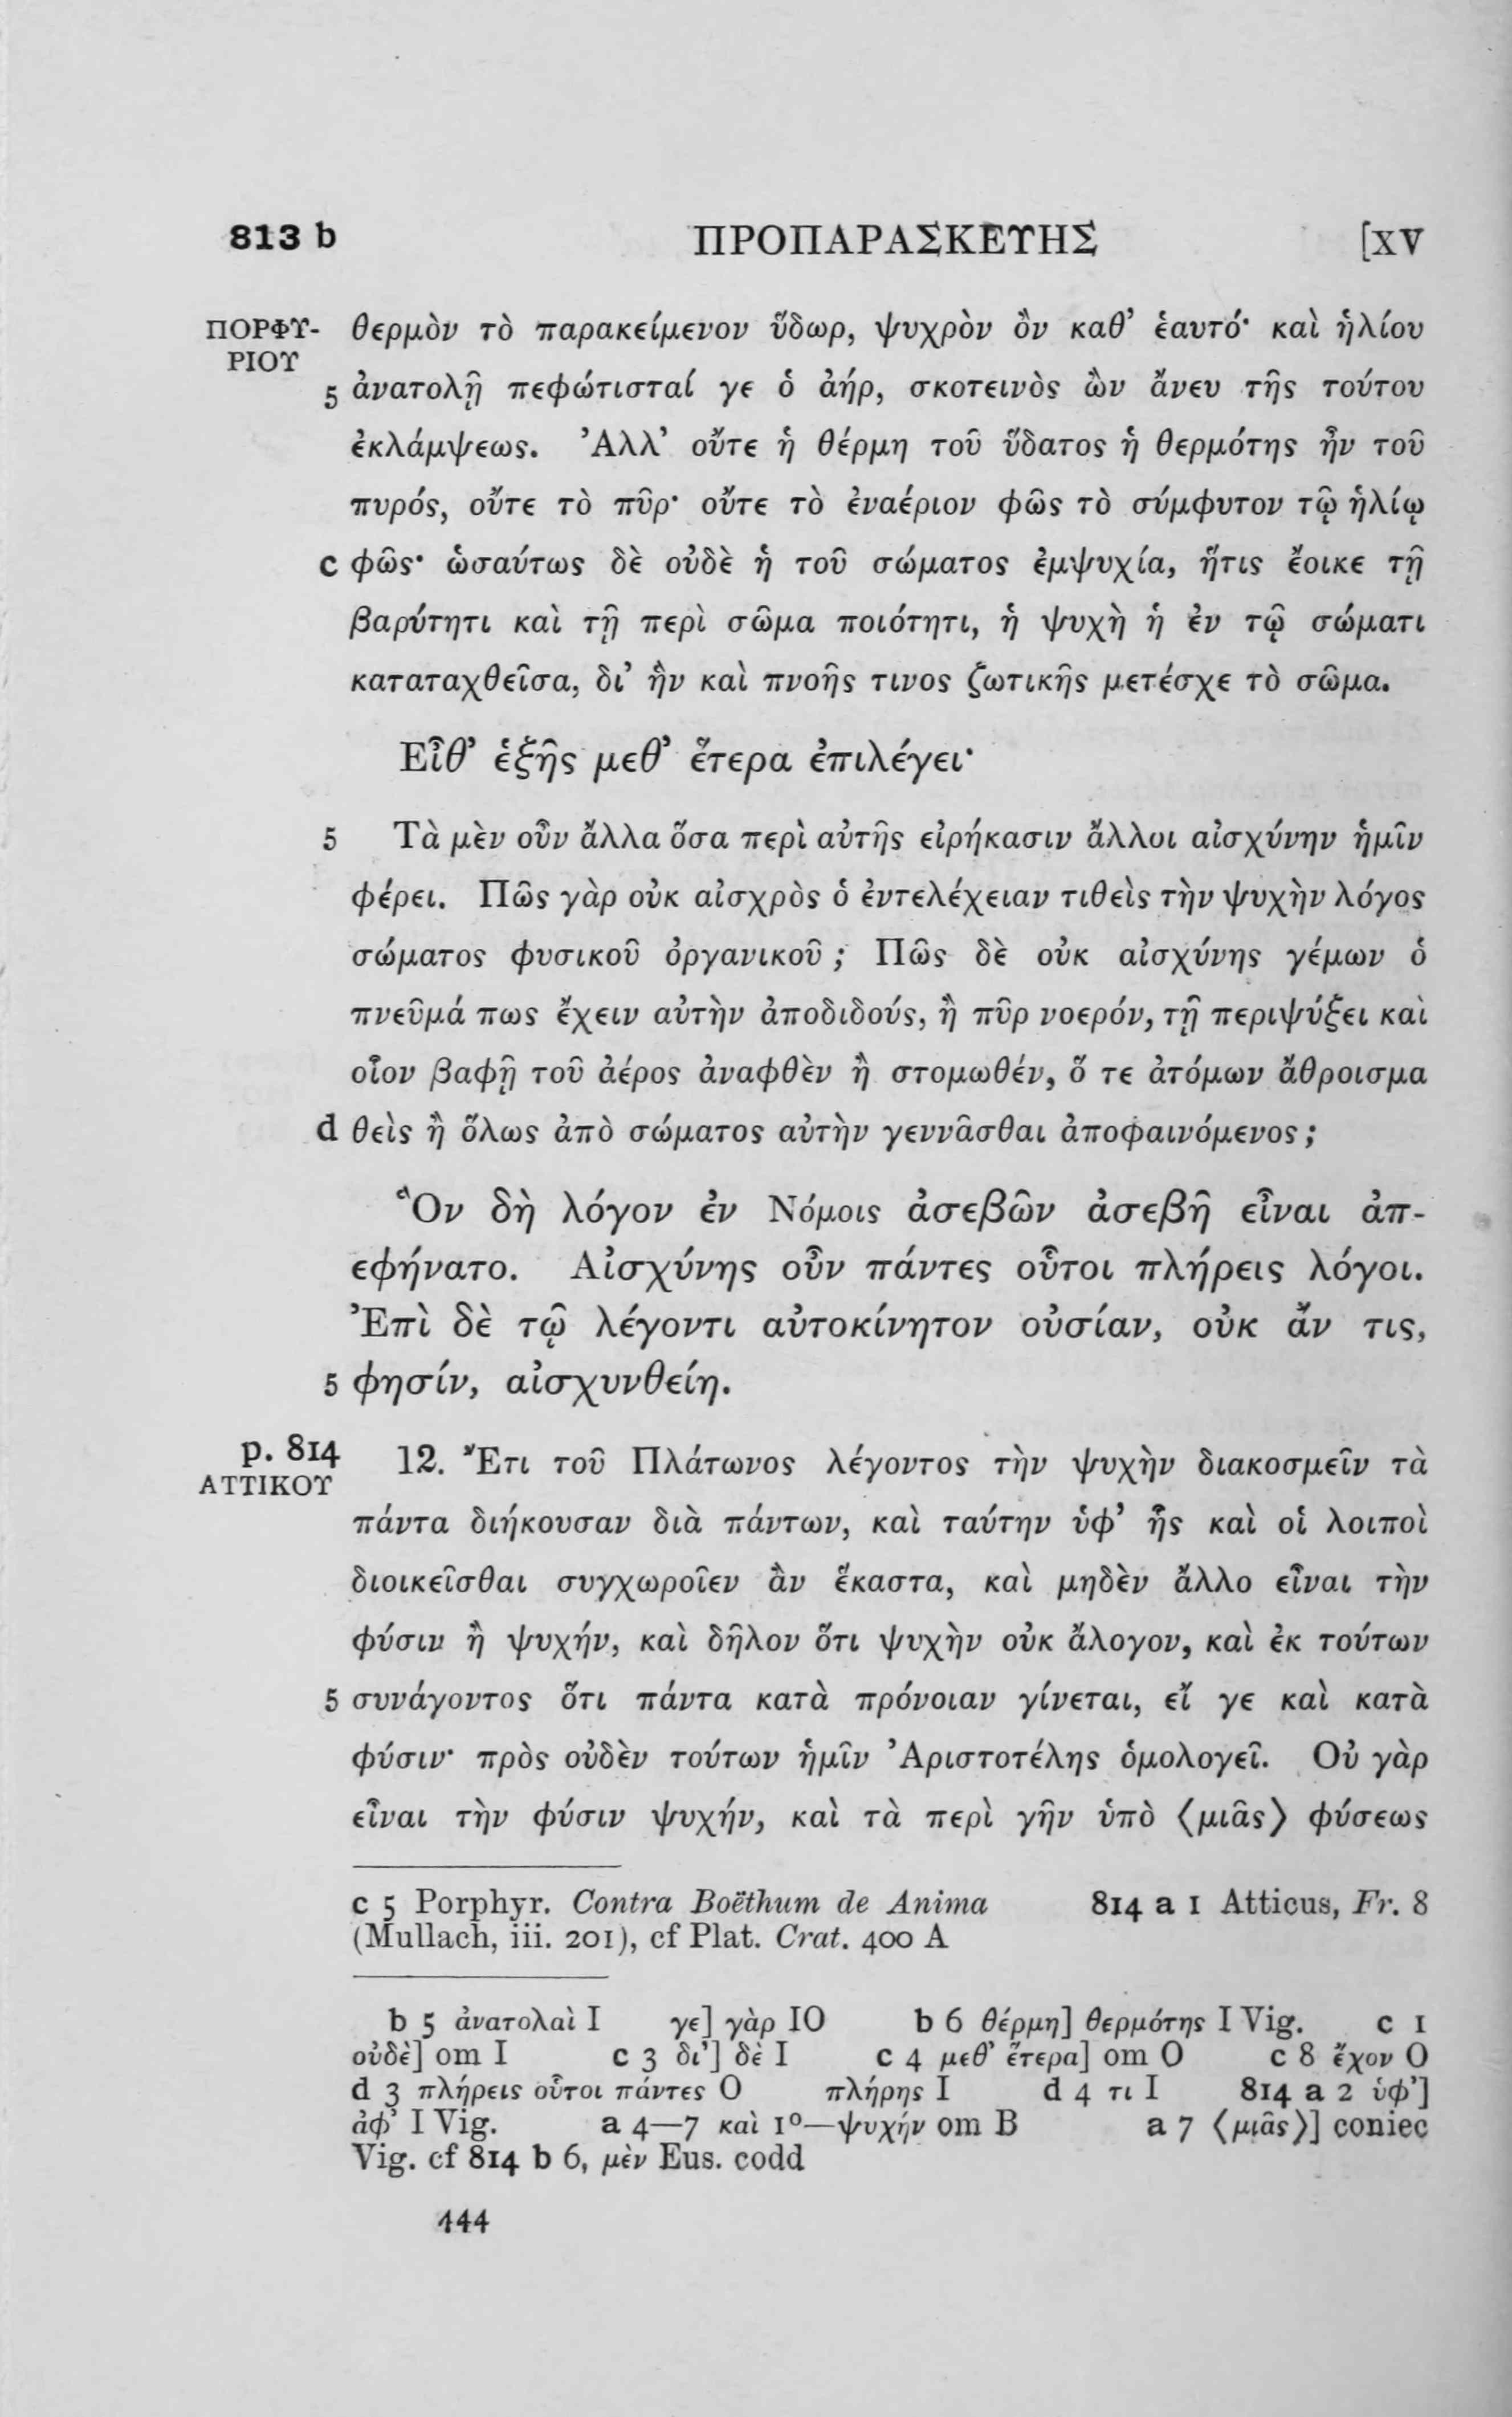 813 b ΠΡΟΠΑΡΑΣΚΕΥΗΣ [XV
ΠΟΡΦΥ- θερμὸν τὸ παρακείμενον ὕδωρ, ψυχρὸν ὂν καθ’ ἑαυτό· καὶ ἡλίου
ΡΙΟΥ
5 ἀνατολῇ πεφώτισταί γε ὁ ἀήρ, σκοτεινὸς ὢν ἄνευ τῆς τούτου
ἐκλάμψεως. Ἀλλ’ οὔτε ἡ θέρμη τοῦ ὕδατος ἡ θερμότης ἦν τοῦ
πυρός, οὔτε τὸ πῦρ· οὔτε τὸ ἐναέριον φῶς τὸ σύμφυτον τῷ ἡλίῳ
c φῶς· ὡσαύτως δὲ οὐδὲ ἡ τοῦ σώματος ἐμψυχία, ἥτις ἔοικε τῇ
βαρύτητι καὶ τῇ περὶ σῶμα ποιότητι, ἡ ψυχὴ ἡ ἐν τῷ σώματι
καταταχθεῖσα, δι’ ἣν καὶ πνοῆς τινος ζωτικῆς μετέσχε τὸ σῶμα.
Εἶθ’ ἑξῆς μεθ’ ἕτερα ἐπιλέγει·
5 Τὰ μὲν οὖν ἄλλα ὅσα περὶ αὐτῆς εἰρήκασιν ἄλλοι αἰσχύνην ἡμῖν
φέρει. Πῶς γὰρ οὐκ αἰσχρὸς ὁ ἐντελέχειαν τιθεὶς τὴν ψυχὴν λόγος
σώματος φυσικοῦ ὀργανικοῦ ; Πῶς δὲ οὐκ αἰσχύνης γέμων ὁ
πνεῦμά πως ἔχειν αὐτὴν ἀποδιδούς, ἢ πῦρ νοερόν, τῇ περιψύξει καὶ
οἷον βαφῇ τοῦ ἀέρος ἀναφθὲν ἢ στομωθέν, ὅ τε ἀτόμων ἄθροισμα
d θεὶς ἢ ὅλως ἀπὸ σώματος αὐτὴν γεννᾶσθαι ἀποφαινόμενος ;
Ὃν δὴ λόγον ἐν Νόμοις ἀσεβῶν ἀσεβῆ εἶναι ἀπ-
εφήνατο. Αἰσχύνης οὖν πάντες οὗτοι πλήρεις λόγοι.
Ἐπὶ δὲ τῷ λέγοντι αὐτοκίνητον οὐσίαν, οὐκ ἄν τις,
5 φησίν, αἰσχυνθείη.
p. 814 12. Ἔτι τοῦ Πλάτωνος λέγοντος τὴν ψυχὴν διακοσμεῖν τὰ
ΑΤΤΙΚΟΥ
πάντα διήκουσαν διὰ πάντων, καὶ ταύτην ὑφ’ ἧς καὶ οἱ λοιποὶ
διοικεῖσθαι συγχωροῖεν ἂν ἕκαστα, καὶ μηδὲν ἄλλο εἶναι τὴν
φύσιν ἢ ψυχήν, καὶ δῆλον ὅτι ψυχὴν οὐκ ἄλογον, καὶ ἐκ τούτων
5 συνάγοντος ὅτι πάντα κατὰ πρόνοιαν γίνεται, εἴ γε καὶ κατὰ
φύσιν· πρὸς οὐδὲν τούτων ἡμῖν Ἀριστοτέλης ὁμολογεῖ. Οὐ γὰρ
εἶναι τὴν φύσιν ψυχήν, καὶ τὰ περὶ γῆν ὑπὸ ⟨μιᾶς⟩ φύσεως
c 5 Porphyr. Contra Boëthum de Anima 814 a 1 Atticus, Fr. 8
(Mullach, iii. 201), cf Plat. Crat. 400 A
b 5 ἀνατολαὶ I γε] γὰρ IO b 6 θέρμη] θερμότης I Vig. c 1
οὐδὲ] om I c 3 δι’] δὲ I c 4 μεθ’ ἕτερα] om O c 8 ἔχον O
d 3 πλήρεις οὗτοι πάντες O πλήρης I d 4 τι I 814 a 2 ὑφ’]
ἀφ’ I Vig. a 4—7 καὶ 1º—ψυχήν om B a 7 ⟨μιᾶς⟩] coniec
Vig. cf 814 b 6, μὲν Eus. codd
444